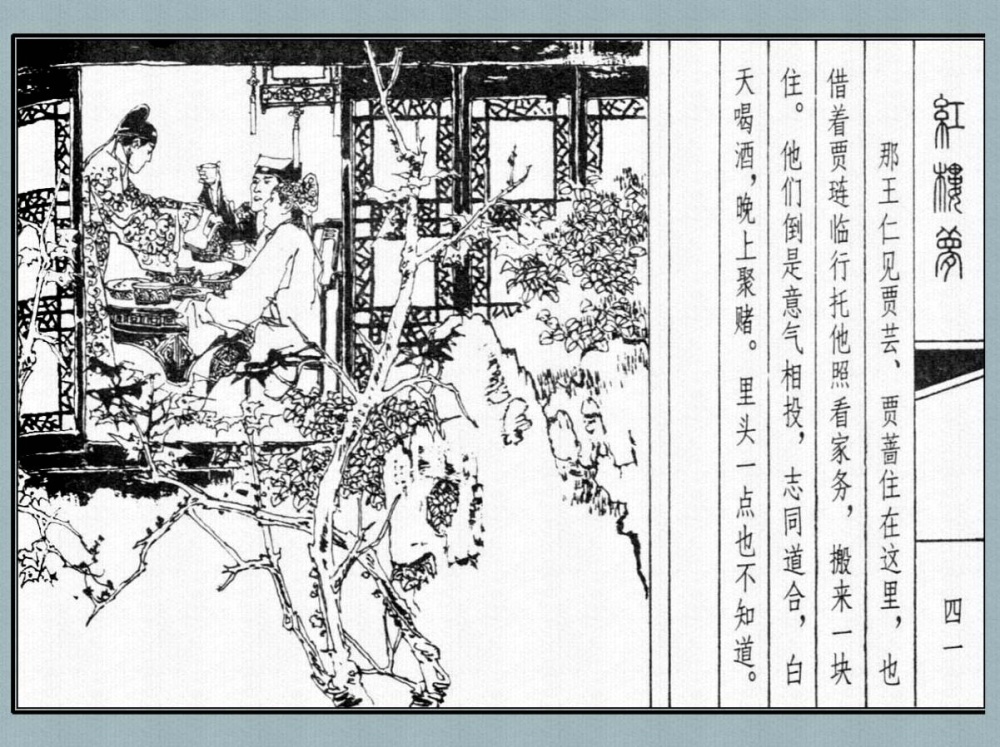 紅樓夢
四一
那王仁见贾芸、贾蔷住在这里，也
借着贾琏临行托他照看家务，搬来一块
住。他们倒是意气相投，志同道合，白
天喝酒，晚上聚赌。里头一点也不知道。